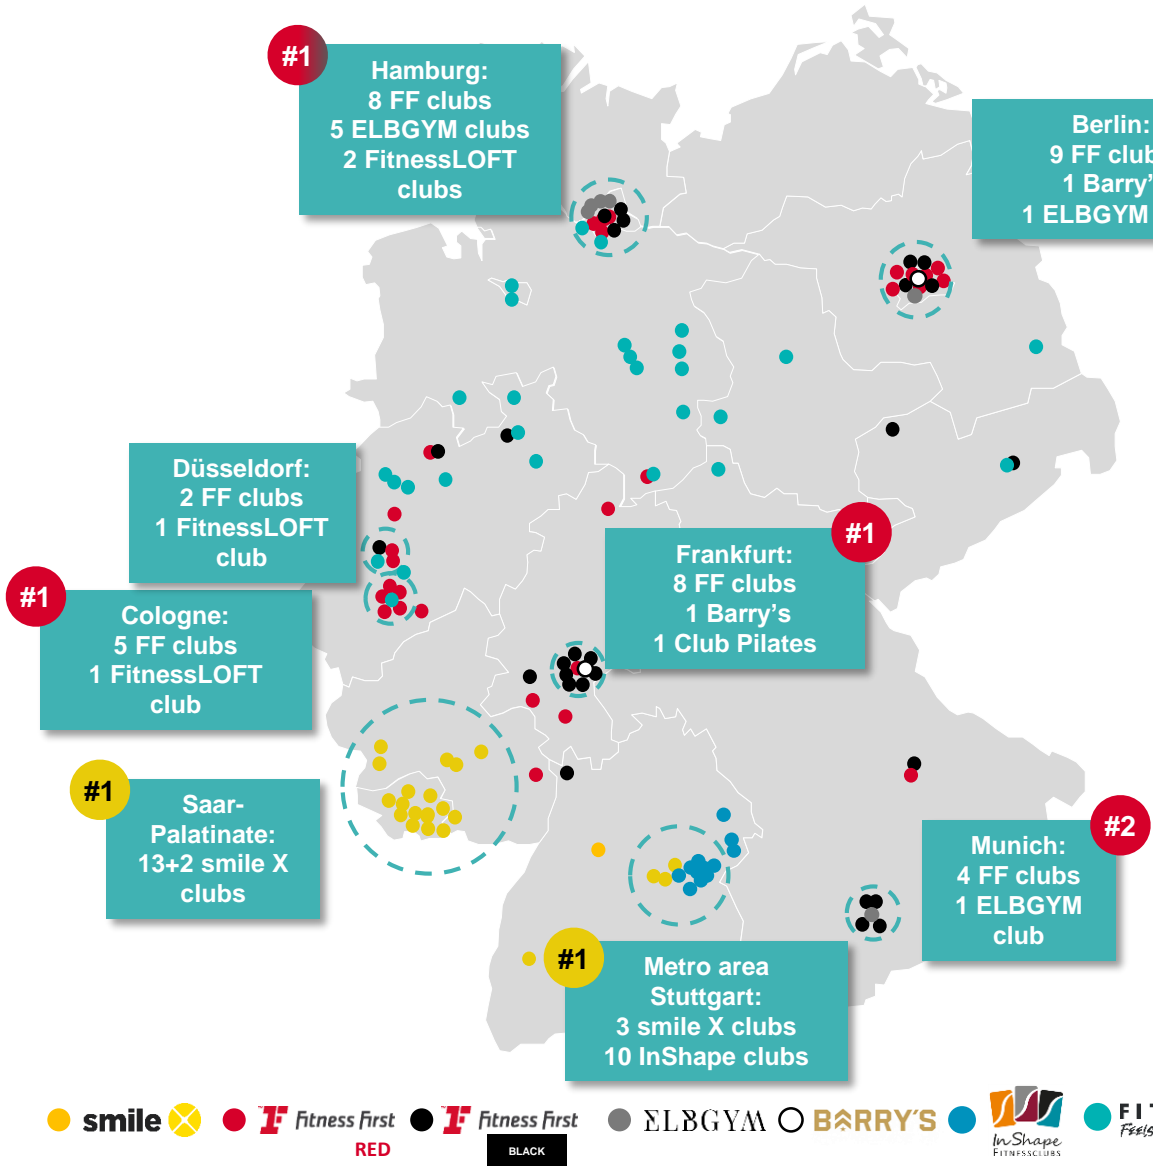 #1
Hamburg:
8 FF clubs
5 ELBGYM clubs
2 FitnessLOFT
clubs
Berlin:
9 FF
1 Barry'
1 ELBGYM
Düsseldorf:
2 FF clubs
1 FitnessLOFT
club
#1
Cologne:
5 FF clubs
1 FitnessLOFT
club
#1
Frankfurt:
8 FF clubs
1 Barry's
1 Club Pilates
#1
Saar-
Palatinate:
13+2 smile X
clubs
#2
Munich:
4 FF clubs
1 ELBGYM
club
#1
Metro area
Stuttgart:
3 smile X clubs
10 InShape clubs
smile
Fitness First
RED
Fitness First
BLACK
ELBGYM
BARRY'S
InShape
FITNESSCLUBS
FIT